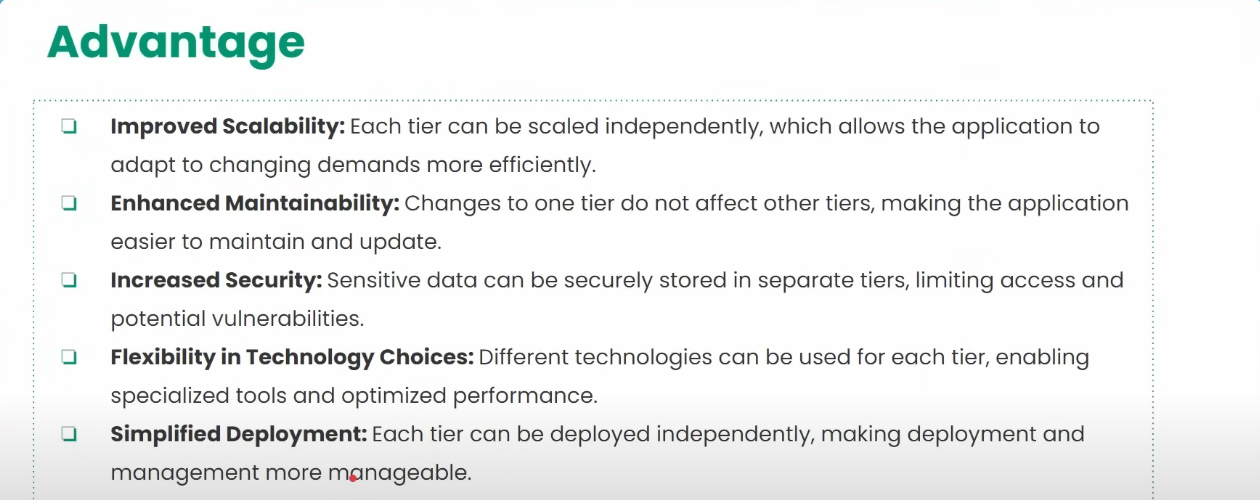 Advantage
Improved Scalability: Each tier can be scaled independently, which allows the application to
adapt to changing demands more efficiently.
Enhanced Maintainability: Changes to one tier do not affect other tiers, making the application
easier to maintain and update.
Increased Security: Sensitive data can be securely stored in separate tiers, limiting access and
potential vulnerabilities.
Flexibility in Technology Choices: Different technologies can be used for each tier, enabling
specialized tools and optimized performance.
Simplified Deployment: Each tier can be deployed independently, making deployment and
management more manageable.